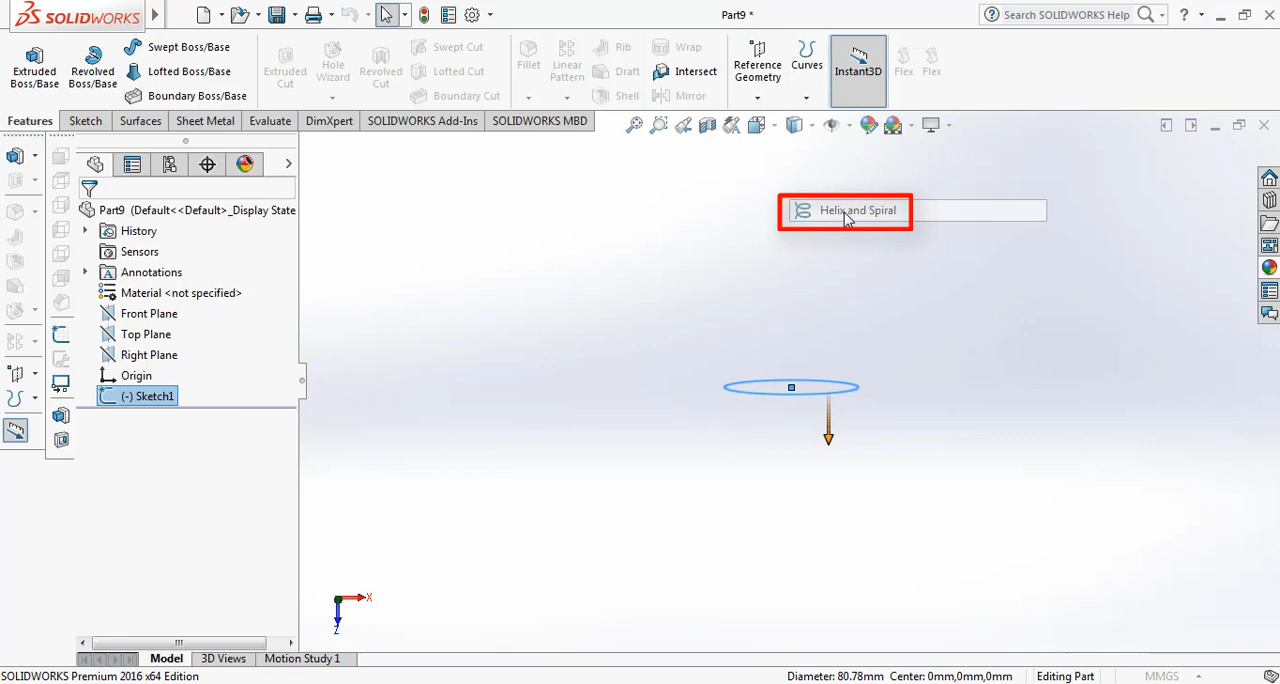 SOLIDWORKS
Part9 *
Search SOLIDWORKS Help
?
Extruded Boss/Base
Revolved Boss/Base
Swept Boss/Base
Lofted Boss/Base
Boundary Boss/Base
Extruded Cut
Hole Wizard
Revolved Cut
Swept Cut
Lofted Cut
Boundary Cut
Fillet
Linear Pattern
Rib
Draft
Shell
Wrap
Intersect
Mirror
Reference Geometry
Curves
Instant3D
Flex
Flex
Features
Sketch
Surfaces
Sheet Metal
Evaluate
DimXpert
SOLIDWORKS Add-Ins
SOLIDWORKS MBD
Part9 (Default<<Default>_Display State
History
Sensors
Annotations
Material <not specified>
Front Plane
Top Plane
Right Plane
Origin
(-) Sketch1
Helix and Spiral
X
Z
Model
3D Views
Motion Study 1
SOLIDWORKS Premium 2016 x64 Edition
Diameter: 80.78mm Center: 0mm,0mm,0mm
Editing Part
MMGS